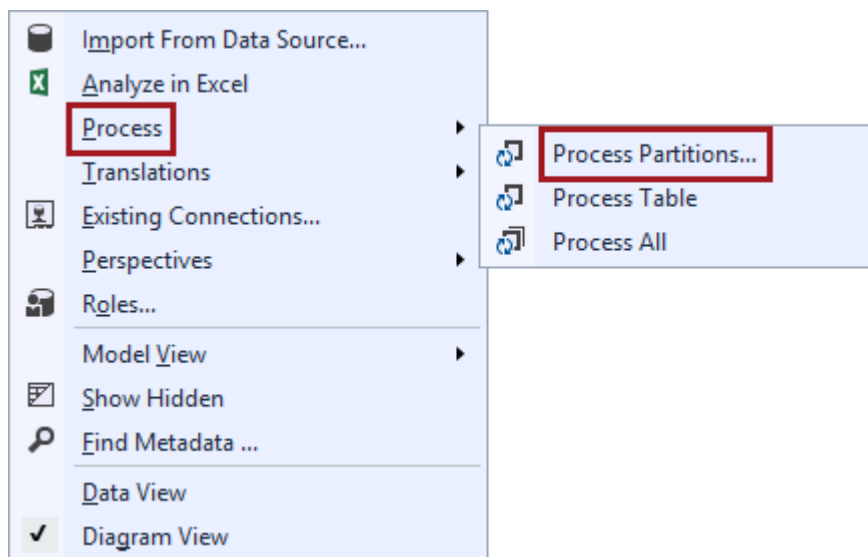 Import From Data Source...
Analyze in Excel
Process
Translations
Existing Connections...
Perspectives
Roles...
Model View
Show Hidden
Find Metadata ...
Data View
Diagram View
Process Partitions...
Process Table
Process All